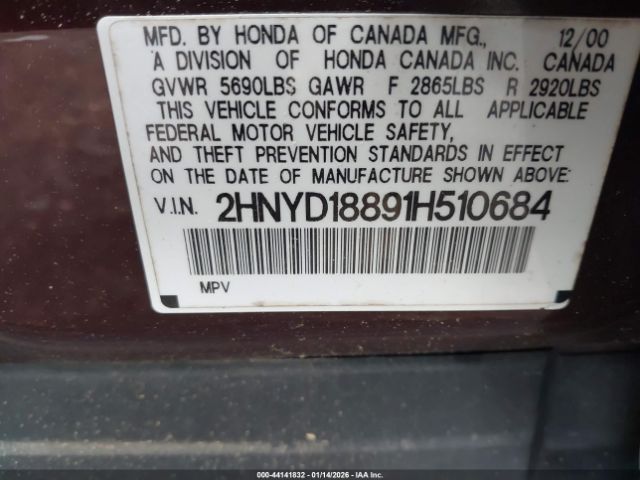 MFD. BY HONDA OF CANADA MFG., 12/00
A DIVISION OF HONDA CANADA INC. CANADA
GVWR 5690LBS GAWR F 2865LBS R 2920LBS
THIS VEHICLE CONFORMS TO ALL APPLICABLE
FEDERAL MOTOR VEHICLE SAFETY,
AND THEFT PREVENTION STANDARDS IN EFFECT
ON THE DATE OF MANUFACTURE SHOWN ABOVE:
V.I.N. 2HNYD18891H510684
MPV
000-44141832 - 01/14/2026 - IAA Inc.